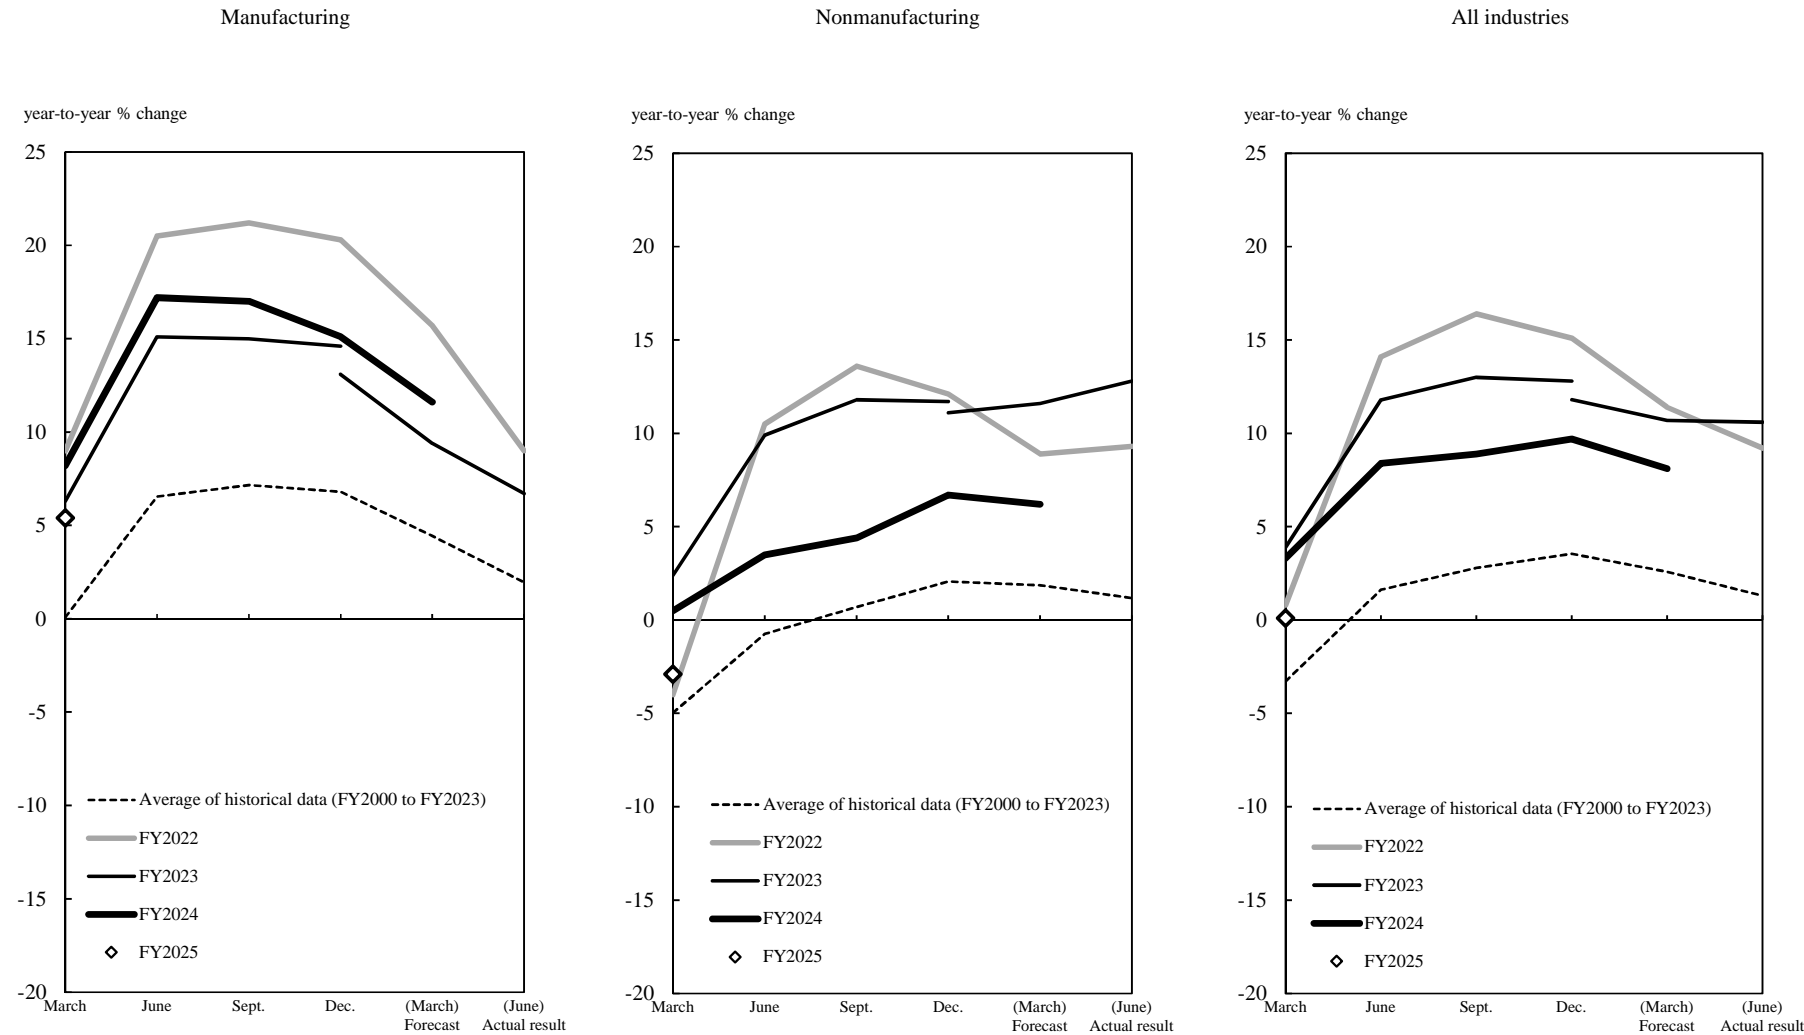 Manufacturing
year-to-year % change
25
20
15
10
5
0
-5
-10
-15
-20
Average of historical data (FY2000 to FY2023)
FY2022
FY2023
FY2024
FY2025
March June Sept. Dec. (March) (June)
Forecast Actual result
Nonmanufacturing
year-to-year % change
25
20
15
10
5
0
-5
-10
-15
-20
Average of historical data (FY2000 to FY2023)
FY2022
FY2023
FY2024
FY2025
March June Sept. Dec. (March) (June)
Forecast Actual result
All industries
year-to-year % change
25
20
15
10
5
0
-5
-10
-15
-20
Average of historical data (FY2000 to FY2023)
FY2022
FY2023
FY2024
FY2025
March June Sept. Dec. (March) (June)
Forecast Actual result